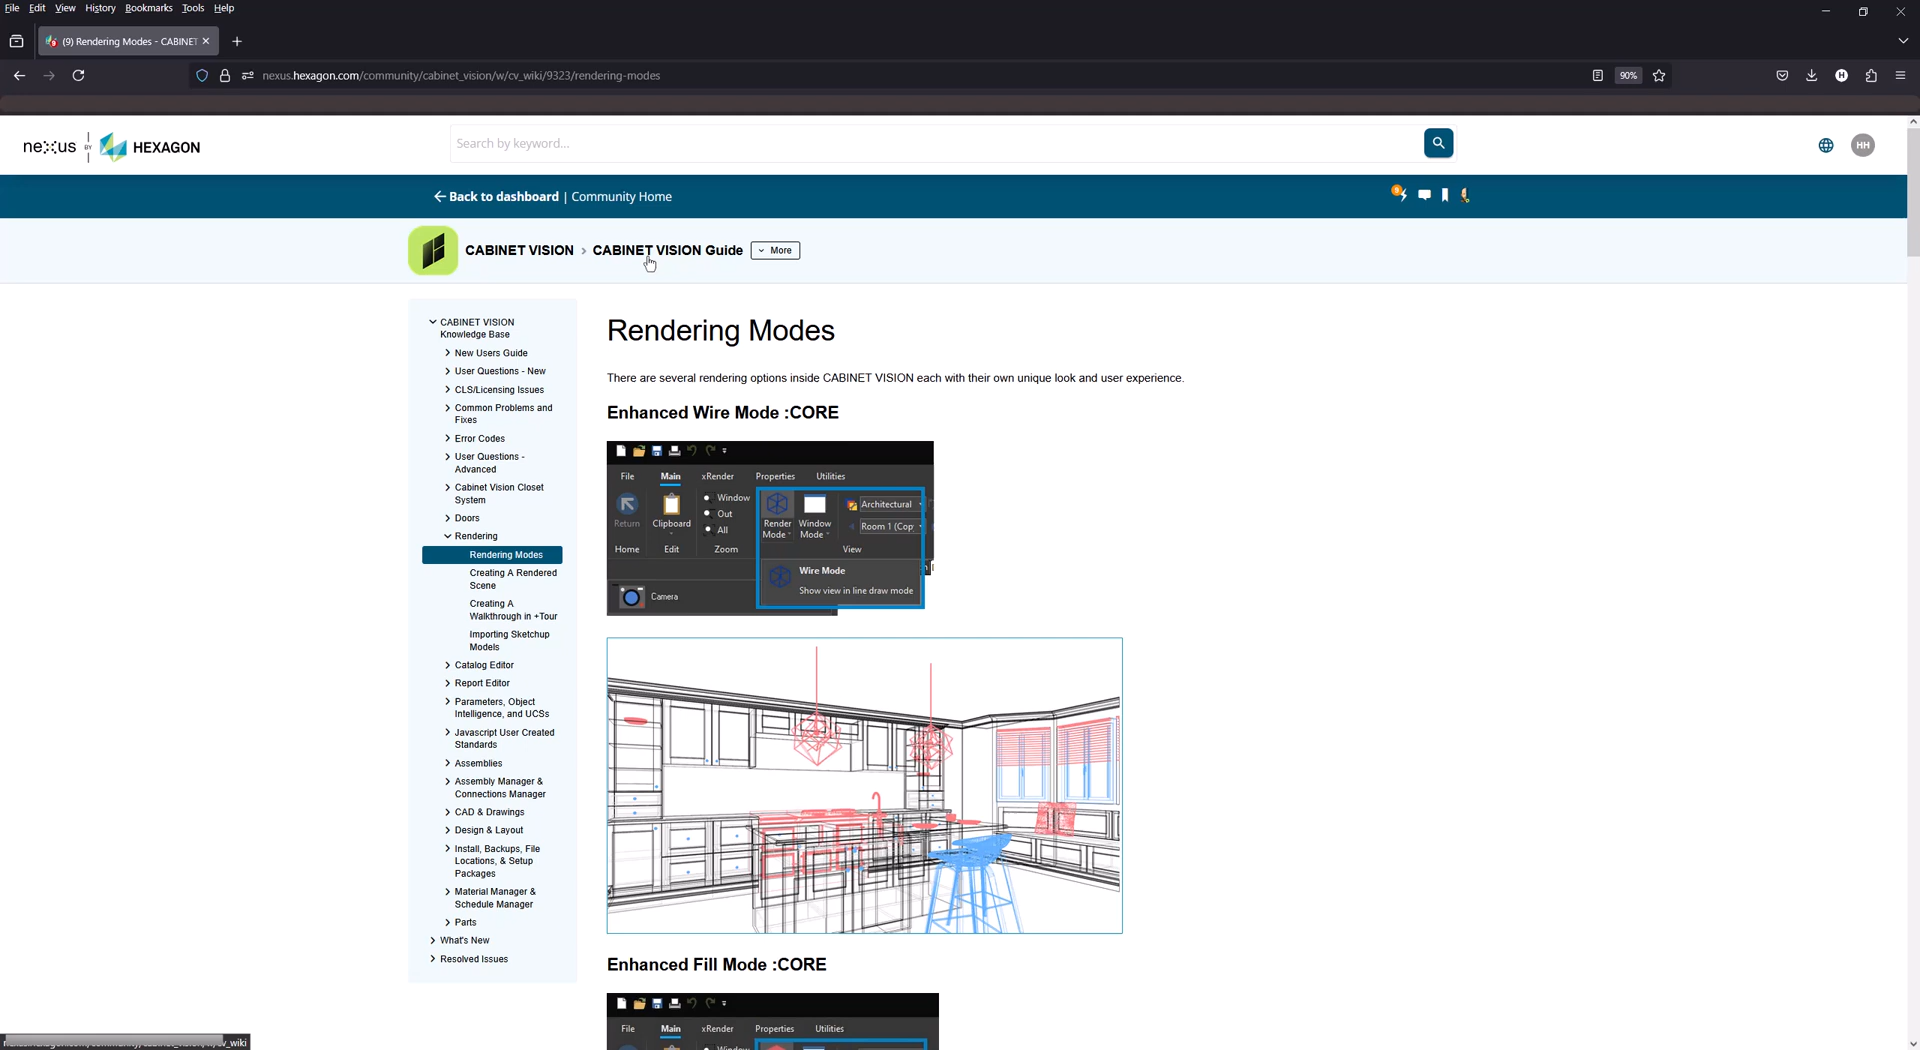 File Edit View History Bookmarks Tools Help
(9) Rendering Modes - CABINET
nexus.hexagon.com/community/cabinet_vision/w/cv_wiki/9323/rendering-modes
90%
H
nexus BY HEXAGON
Search by keyword...
HH
Back to dashboard | Community Home
9
CABINET VISION › CABINET VISION Guide
More
CABINET VISION
Knowledge Base
New Users Guide
User Questions - New
CLS/Licensing Issues
Common Problems and
Fixes
Error Codes
User Questions -
Advanced
Cabinet Vision Closet
System
Doors
Rendering
Rendering Modes
Creating A Rendered
Scene
Creating A
Walkthrough in +Tour
Importing Sketchup
Models
Catalog Editor
Report Editor
Parameters, Object
Intelligence, and UCSs
Javascript User Created
Standards
Assemblies
Assembly Manager &
Connections Manager
CAD & Drawings
Design & Layout
Install, Backups, File
Locations, & Setup
Packages
Material Manager &
Schedule Manager
Parts
What's New
Resolved Issues
Rendering Modes
There are several rendering options inside CABINET VISION each with their own unique look and user experience.
Enhanced Wire Mode :CORE
File Main xRender Properties Utilities
Return
Home
Clipboard
Edit
Window
Out
All
Zoom
Render
Mode
Window
Mode
Architectural
Room 1 (Cop
View
Wire Mode
Show view in line draw mode
Camera
Enhanced Fill Mode :CORE
File Main xRender Properties Utilities
Window
cv_wiki